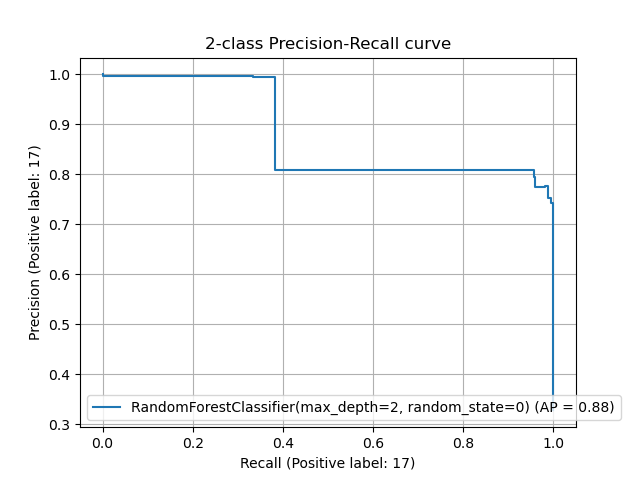 2-class Precision-Recall curve
Precision (Positive label: 17)
1.0
0.9
0.8
0.7
0.6
0.5
0.4
0.3
RandomForestClassifier(max_depth=2, random_state=0) (AP = 0.88)
0.0 0.2 0.4 0.6 0.8 1.0
Recall (Positive label: 17)